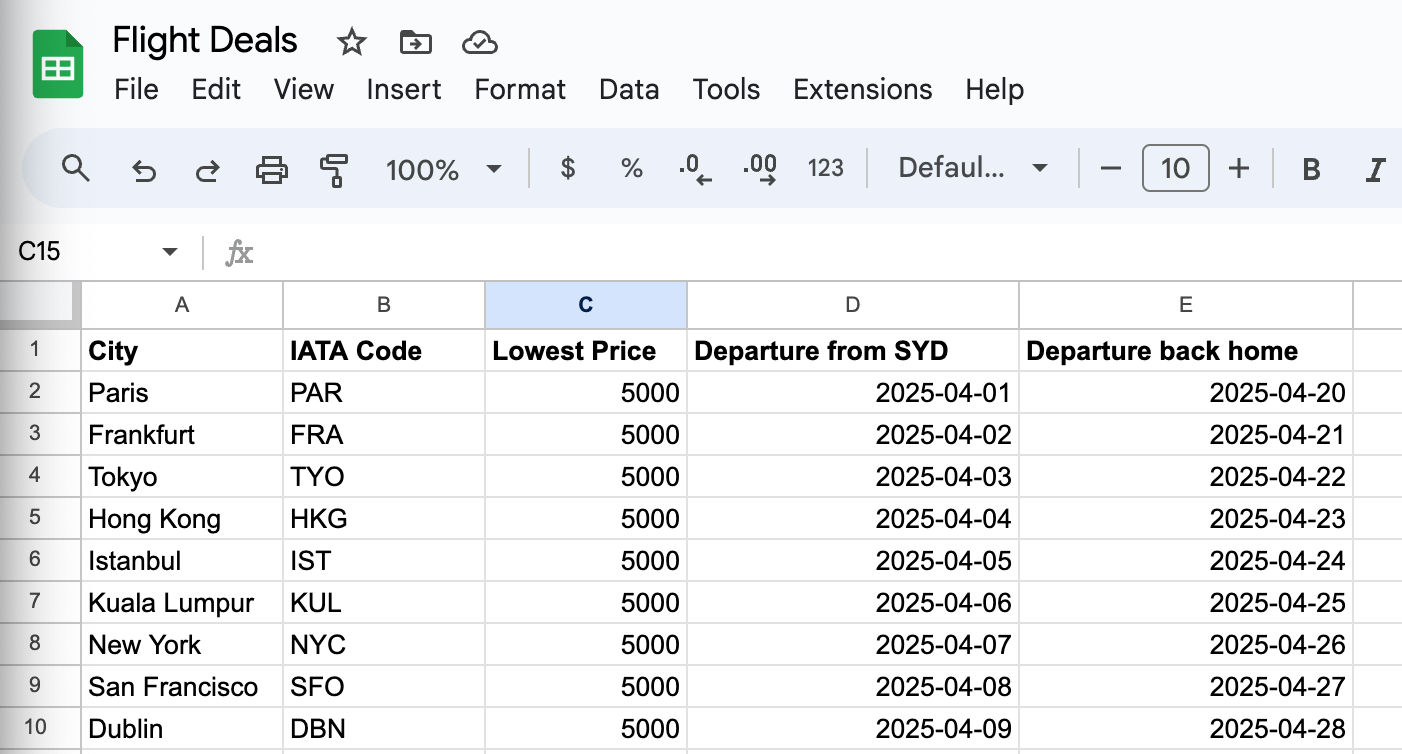 Flight Deals
File Edit View Insert Format Data Tools Extensions Help
100% $ % .0 .00 123 Defaul... 10 B I
C15 fx
A B C D E
1 City IATA Code Lowest Price Departure from SYD Departure back home
2 Paris PAR 5000 2025-04-01 2025-04-20
3 Frankfurt FRA 5000 2025-04-02 2025-04-21
4 Tokyo TYO 5000 2025-04-03 2025-04-22
5 Hong Kong HKG 5000 2025-04-04 2025-04-23
6 Istanbul IST 5000 2025-04-05 2025-04-24
7 Kuala Lumpur KUL 5000 2025-04-06 2025-04-25
8 New York NYC 5000 2025-04-07 2025-04-26
9 San Francisco SFO 5000 2025-04-08 2025-04-27
10 Dublin DBN 5000 2025-04-09 2025-04-28